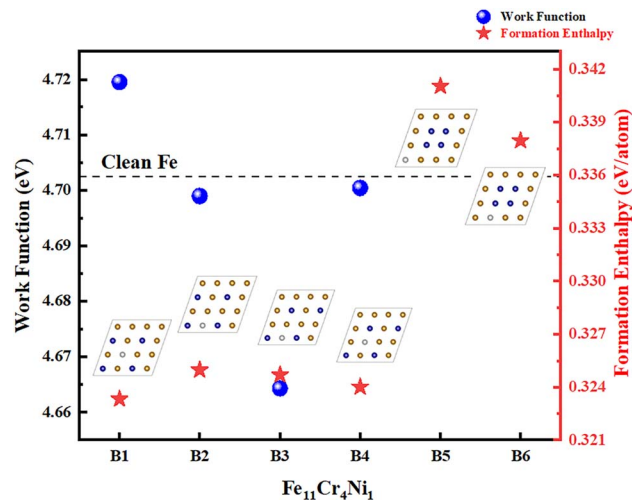 Work Function
Formation Enthalpy
Work Function (eV)
4.72
4.71
4.70
4.69
4.68
4.67
4.66
Clean Fe
Formation Enthalpy (eV/atom)
0.342
0.339
0.336
0.333
0.330
0.327
0.324
0.321
B1 B2 B3 B4 B5 B6
Fe₁₁Cr₄Ni₁